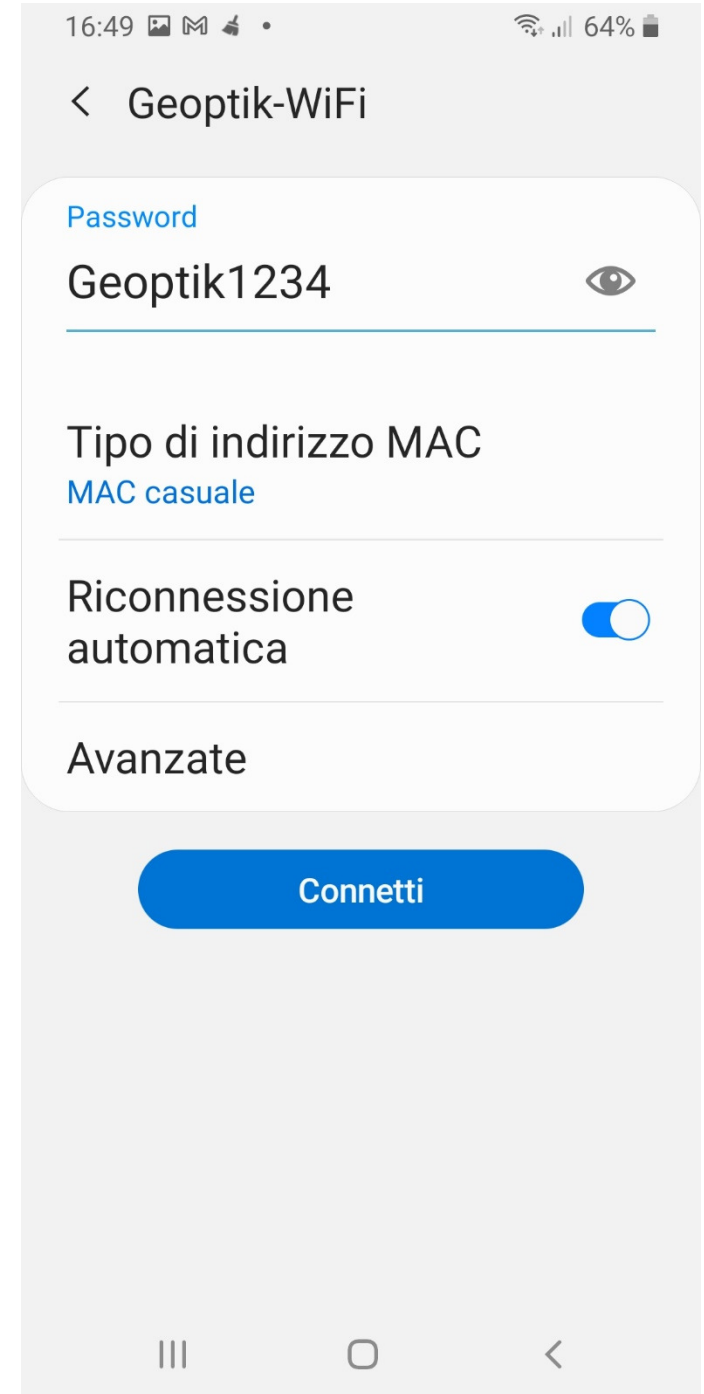 16:49 64%
Geoptik-WiFi
Password
Geoptik1234
Tipo di indirizzo MAC
MAC casuale
Riconnessione
automatica
Avanzate
Connetti